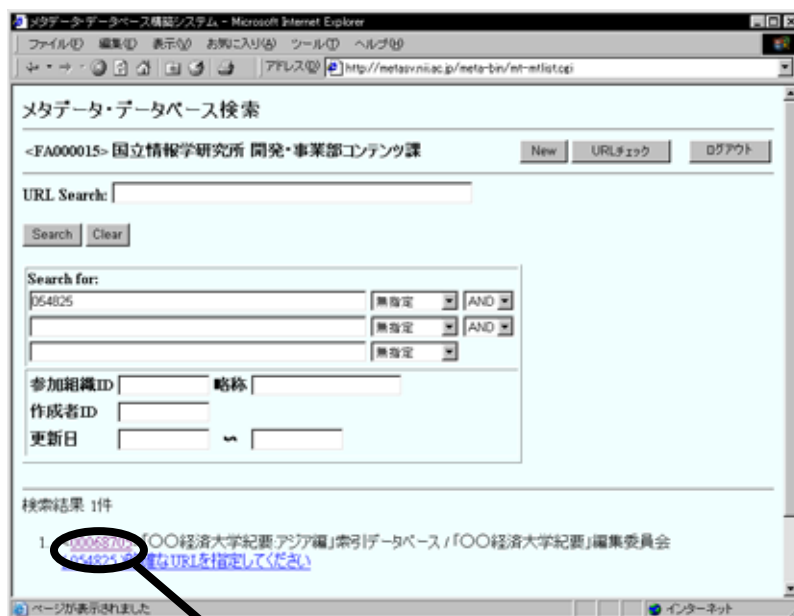 メタデータ・データベース構築システム - Microsoft Internet Explorer
ファイル(F) 編集(E) 表示(V) お気に入り(A) ツール(T) ヘルプ(H)
アドレス(D) http://metasv.nii.ac.jp/meta-bin/mt-mtlist.cgi
メタデータ・データベース検索
<FA000015> 国立情報学研究所 開発・事業部コンテンツ課 New URLチェック ログアウト
URL Search:
Search Clear
Search for:
054825 無指定 AND
無指定 AND
無指定
参加組織ID 略称
作成者ID
更新日 ~
検索結果 1件
1. 「〇〇経済大学紀要:アジア編」索引データベース / 「〇〇経済大学紀要」編集委員会
なURLを指定してください
ページが表示されました インターネット